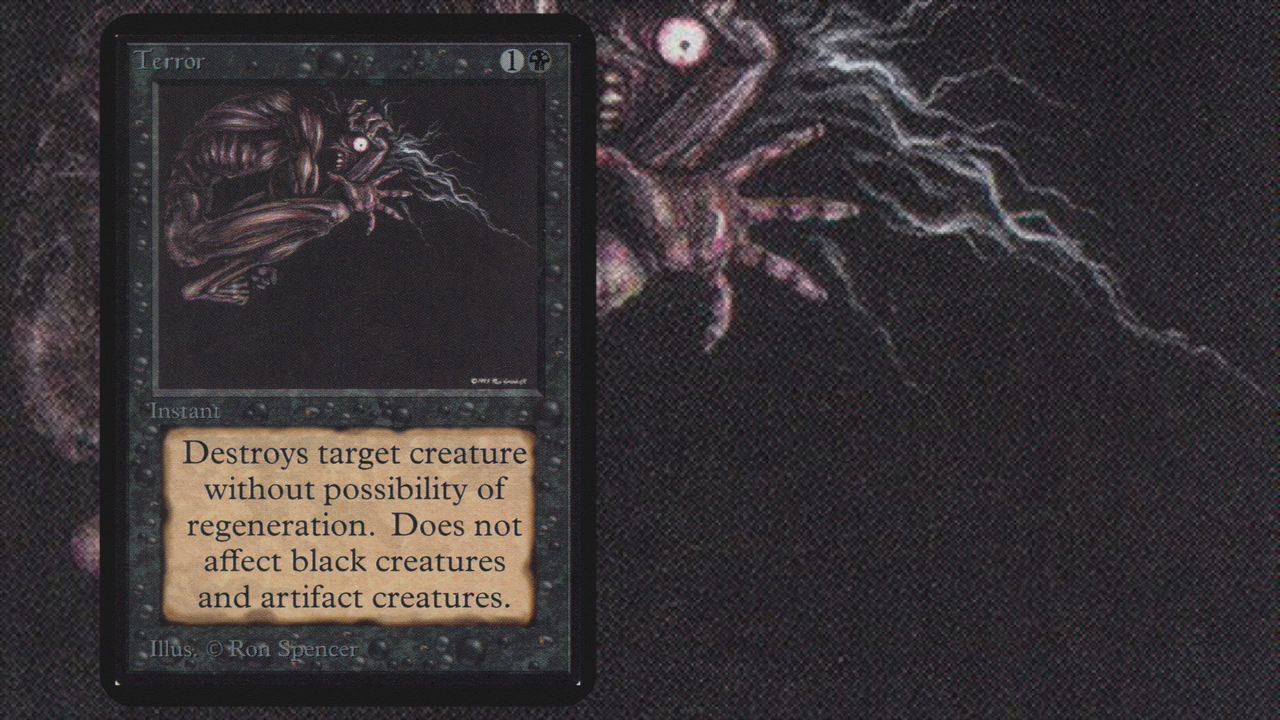 Terror 1
Instant
Destroys target creature
without possibility of
regeneration. Does not
affect black creatures
and artifact creatures.
Illus. © Ron Spencer